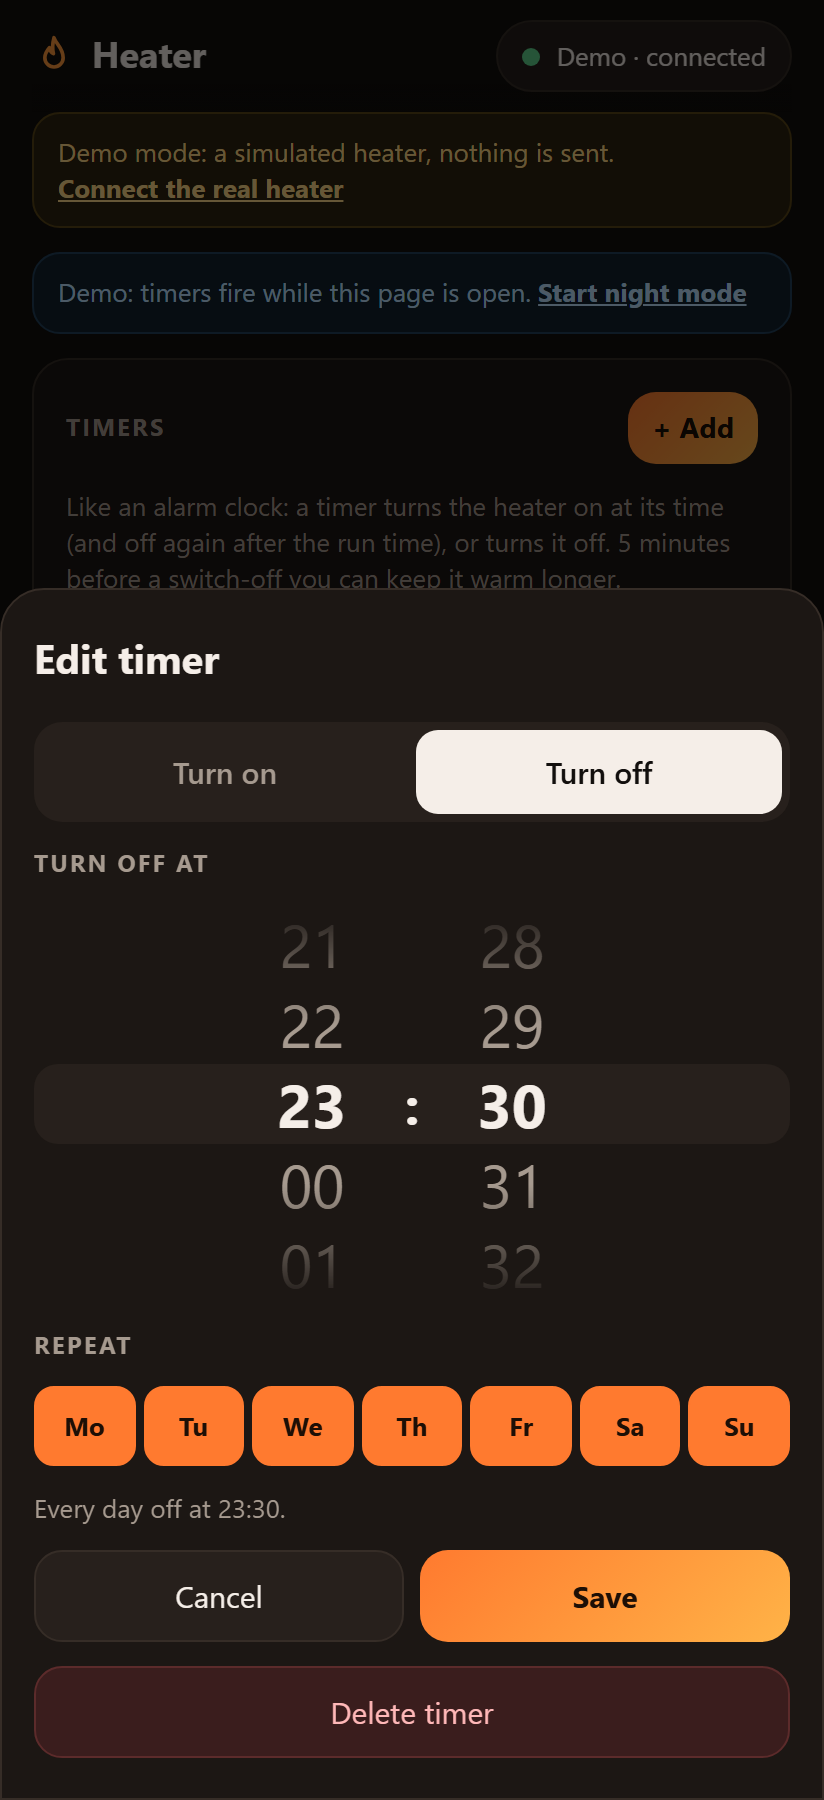 Heater
Demo · connected
Demo mode: a simulated heater, nothing is sent.
Connect the real heater
Demo: timers fire while this page is open. Start night mode
TIMERS
+ Add
Like an alarm clock: a timer turns the heater on at its time
(and off again after the run time), or turns it off. 5 minutes
before a switch-off you can keep it warm longer.
Edit timer
Turn on
Turn off
TURN OFF AT
21 28
22 29
23 : 30
00 31
01 32
REPEAT
Mo Tu We Th Fr Sa Su
Every day off at 23:30.
Cancel
Save
Delete timer